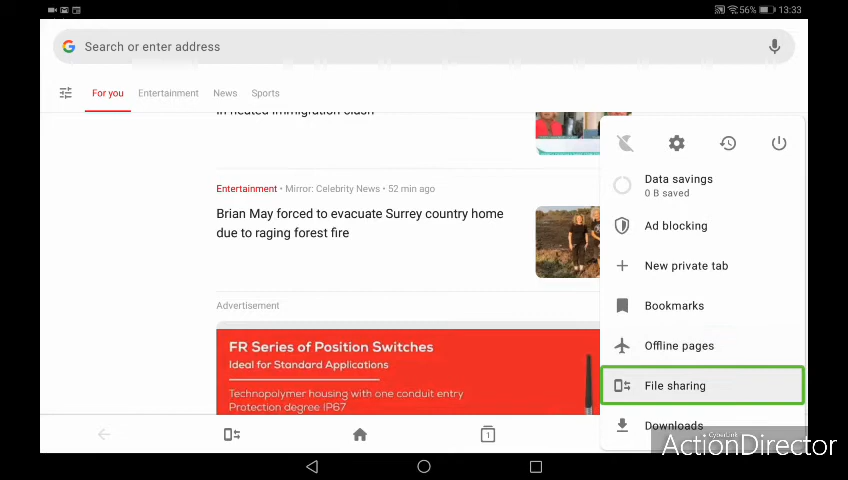 56% 13:33
Search or enter address
For you Entertainment News Sports
in heated immigration clash
Entertainment • Mirror: Celebrity News • 52 min ago
Brian May forced to evacuate Surrey country home
due to raging forest fire
Advertisement
FR Series of Position Switches
Ideal for Standard Applications
Technopolymer housing with one conduit entry
Protection degree IP67
Data savings
0 B saved
Ad blocking
New private tab
Bookmarks
Offline pages
File sharing
Downloads
1
CyberLink
ActionDirector